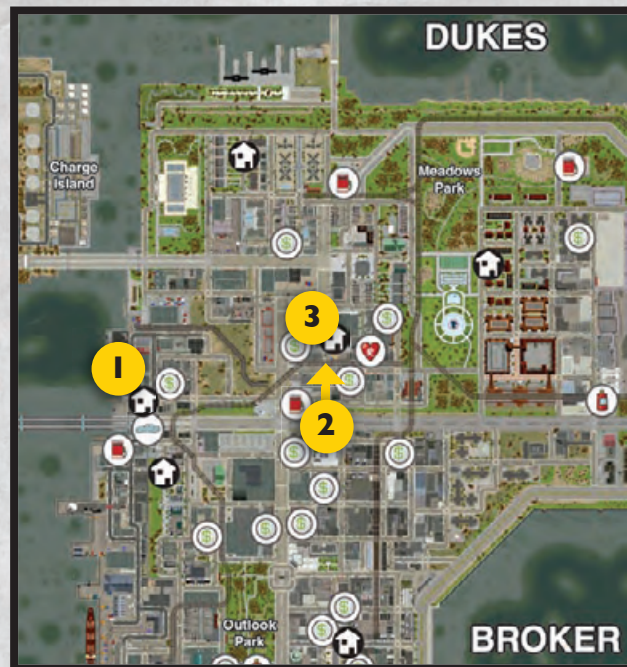 DUKES
Charge
Island
Meadows
Park
3
1
2
Outlook
Park
BROKER